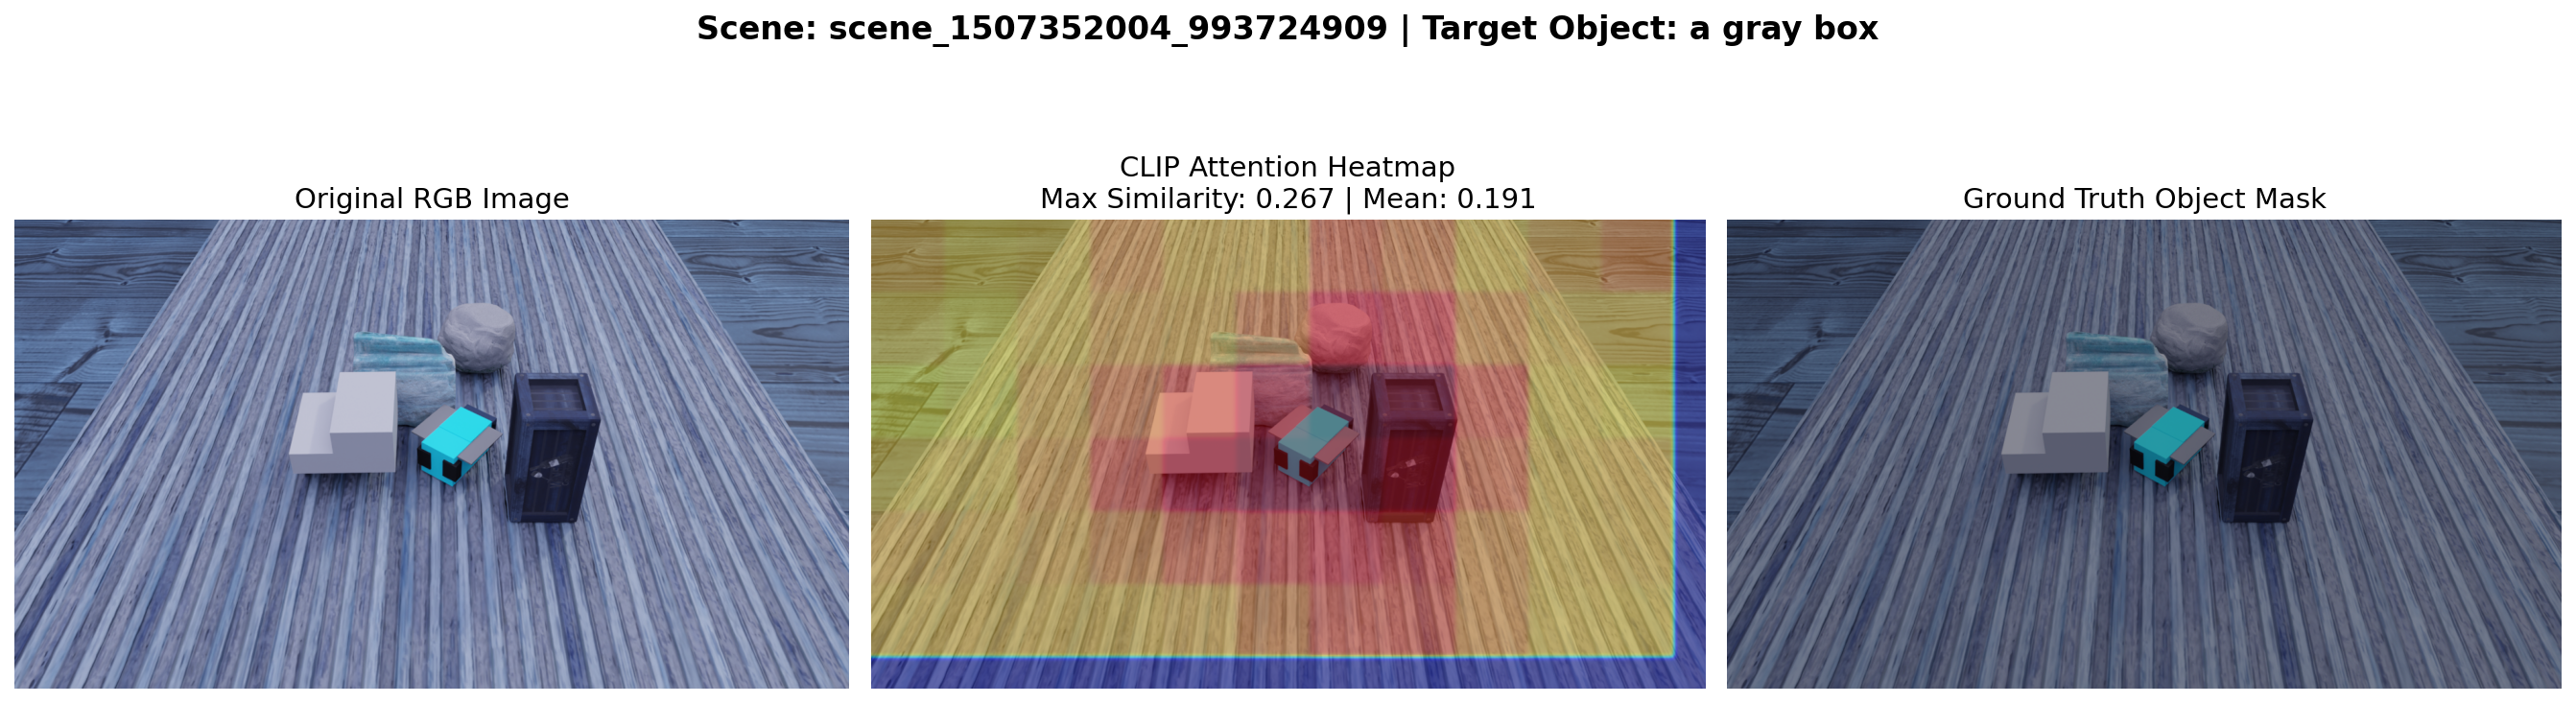 Scene: scene_1507352004_993724909 | Target Object: a gray box
Original RGB Image
CLIP Attention Heatmap
Max Similarity: 0.267 | Mean: 0.191
Ground Truth Object Mask